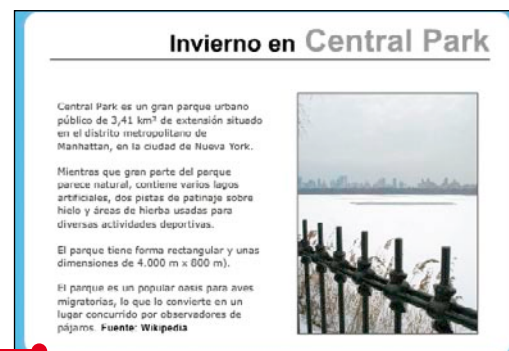 Invierno en Central Park
Central Park es un gran parque urbano
público de 3,41 km² de extensión situado
en el distrito metropolitano de
Manhattan, en la ciudad de Nueva York.
Mientras que gran parte del parque
parece natural, contiene varios lagos
artificiales, dos pistas de patinaje sobre
hielo y áreas de hierba usadas para
diversas actividades deportivas.
El parque tiene forma rectangular y unas
dimensiones de 4.000 m x 800 m).
El parque es un popular oasis para aves
migratorias, lo que lo convierte en un
lugar concurrido por observadores de
pájaros. Fuente: Wikipedia